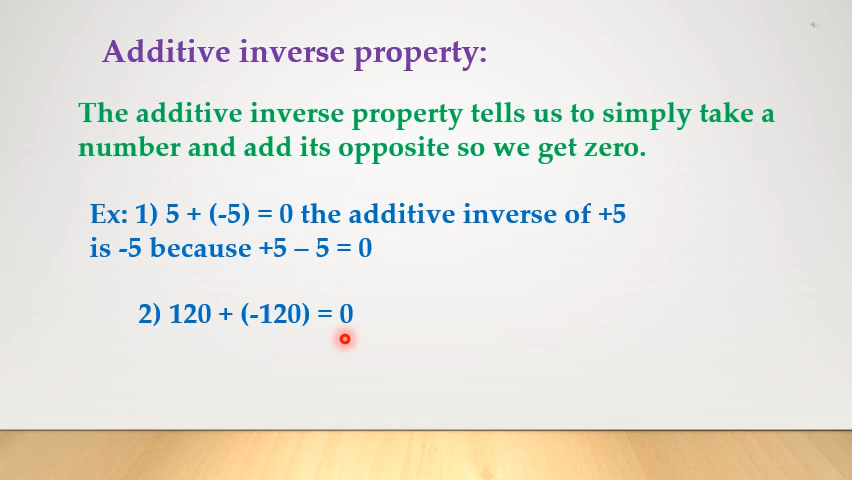 Additive inverse property:
The additive inverse property tells us to simply take a
number and add its opposite so we get zero.
Ex: 1) 5 + (-5) = 0 the additive inverse of +5
is -5 because +5 – 5 = 0
2) 120 + (-120) = 0